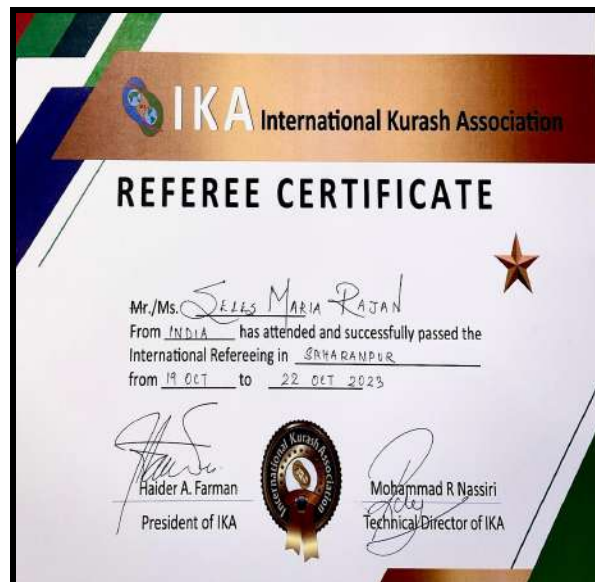 IKA International Kurash Association
REFEREE CERTIFICATE
Mr./Ms. SELES MARIA RAJAN
From INDIA has attended and successfully passed the
International Refereeing in SAHARANPUR
from 19 OCT to 22 OCT 2023
International Kurash Association
Haider A. Farman
Mohammad R Nassiri
President of IKA
Technical Director of IKA